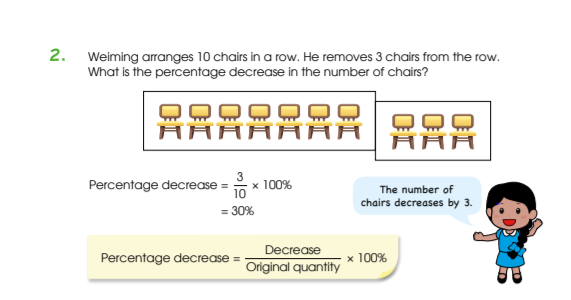 2. Weiming arranges 10 chairs in a row. He removes 3 chairs from the row.
What is the percentage decrease in the number of chairs?
Percentage decrease = 3/10 × 100%
= 30%
The number of
chairs decreases by 3.
Percentage decrease = Decrease/Original quantity × 100%